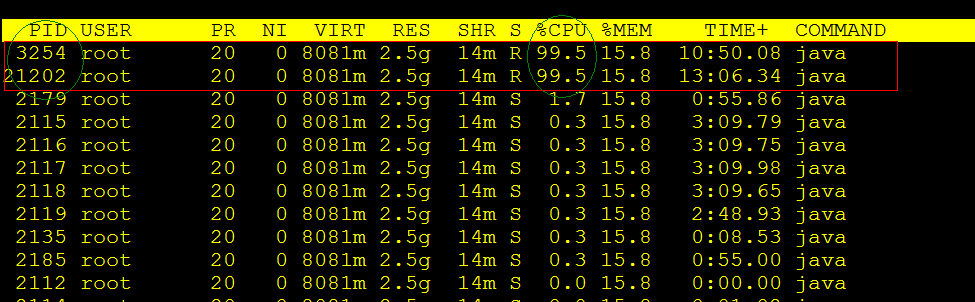 PID USER PR NI VIRT RES SHR S %CPU %MEM TIME+ COMMAND
3254 root 20 0 8081m 2.5g 14m R 99.5 15.8 10:50.08 java
21202 root 20 0 8081m 2.5g 14m R 99.5 15.8 13:06.34 java
2179 root 20 0 8081m 2.5g 14m S 1.7 15.8 0:55.86 java
2115 root 20 0 8081m 2.5g 14m S 0.3 15.8 3:09.79 java
2116 root 20 0 8081m 2.5g 14m S 0.3 15.8 3:09.75 java
2117 root 20 0 8081m 2.5g 14m S 0.3 15.8 3:09.98 java
2118 root 20 0 8081m 2.5g 14m S 0.3 15.8 3:09.65 java
2119 root 20 0 8081m 2.5g 14m S 0.3 15.8 2:48.93 java
2135 root 20 0 8081m 2.5g 14m S 0.3 15.8 0:08.53 java
2185 root 20 0 8081m 2.5g 14m S 0.3 15.8 0:55.00 java
2112 root 20 0 8081m 2.5g 14m S 0.0 15.8 0:00.00 java